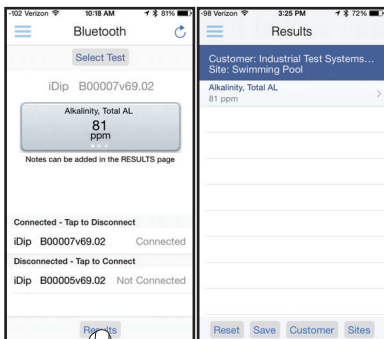 -102 Verizon 10:18 AM 81%
Bluetooth
Select Test
iDip B00007v69.02
Alkalinity, Total AL
81
ppm
Notes can be added in the RESULTS page
Connected - Tap to Disconnect
iDip B00007v69.02 Connected
Disconnected - Tap to Connect
iDip B00005v69.02 Not Connected
Results
-98 Verizon 3:25 PM 72%
Results
Customer: Industrial Test Systems...
Site: Swimming Pool
Alkalinity, Total AL
81 ppm
Reset Save Customer Sites